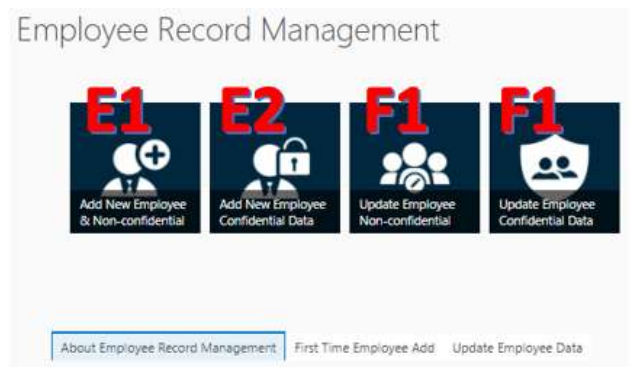 Employee Record Management
E1 E2 F1 F1
Add New Employee
& Non-confidential
Add New Employee
Confidential Data
Update Employee
Non-confidential
Update Employee
Confidential Data
About Employee Record Management First Time Employee Add Update Employee Data